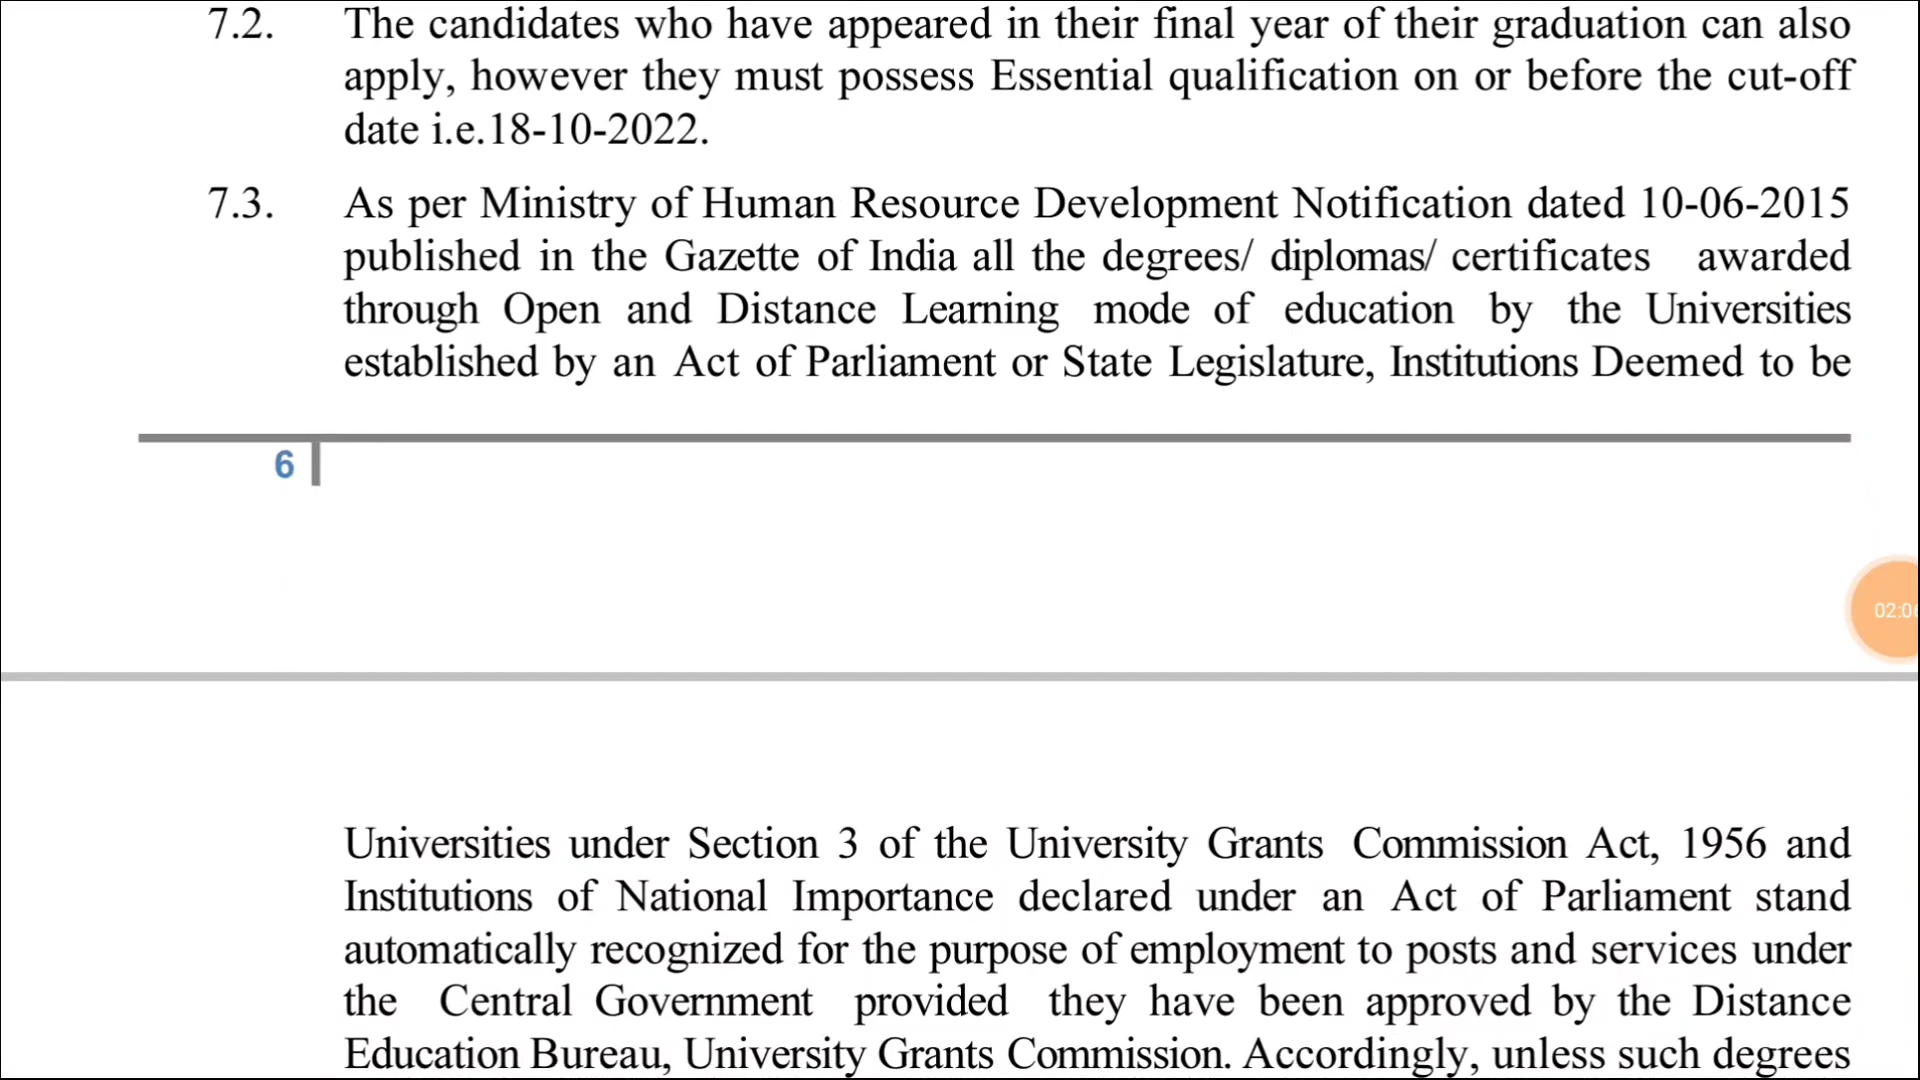 7.2. The candidates who have appeared in their final year of their graduation can also
apply, however they must possess Essential qualification on or before the cut-off
date i.e.18-10-2022.
7.3. As per Ministry of Human Resource Development Notification dated 10-06-2015
published in the Gazette of India all the degrees/ diplomas/ certificates awarded
through Open and Distance Learning mode of education by the Universities
established by an Act of Parliament or State Legislature, Institutions Deemed to be
6
Universities under Section 3 of the University Grants Commission Act, 1956 and
Institutions of National Importance declared under an Act of Parliament stand
automatically recognized for the purpose of employment to posts and services under
the Central Government provided they have been approved by the Distance
Education Bureau, University Grants Commission. Accordingly, unless such degrees